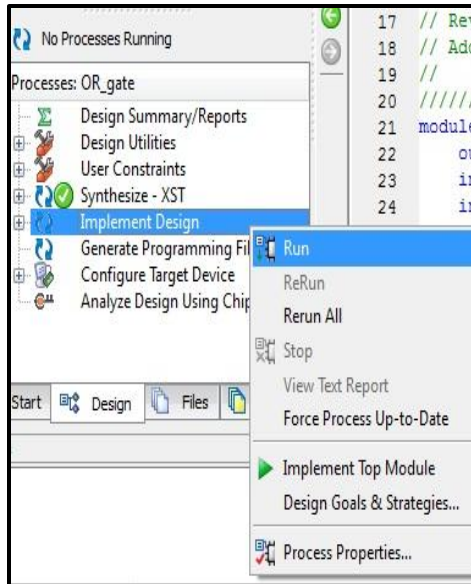 No Processes Running
Processes: OR_gate
Design Summary/Reports
Design Utilities
User Constraints
Synthesize - XST
Implement Design
Generate Programming Fil
Configure Target Device
Analyze Design Using Chip
Start
Design
Files
17 // Rev
18 // Add
19 //
20 //////
21 module
22 ou
23 in
24 in
Run
ReRun
Rerun All
Stop
View Text Report
Force Process Up-to-Date
Implement Top Module
Design Goals & Strategies...
Process Properties...